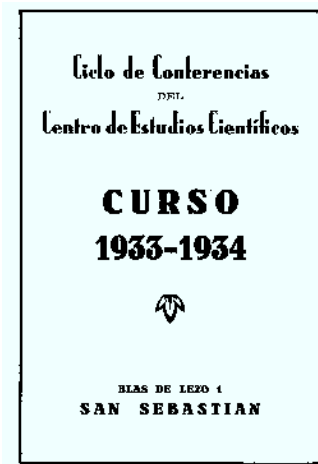 Ciclo de Conferencias
DEL
Centro de Estudios Científicos
CURSO
1933-1934
BLAS DE LEZO 1
SAN SEBASTIAN